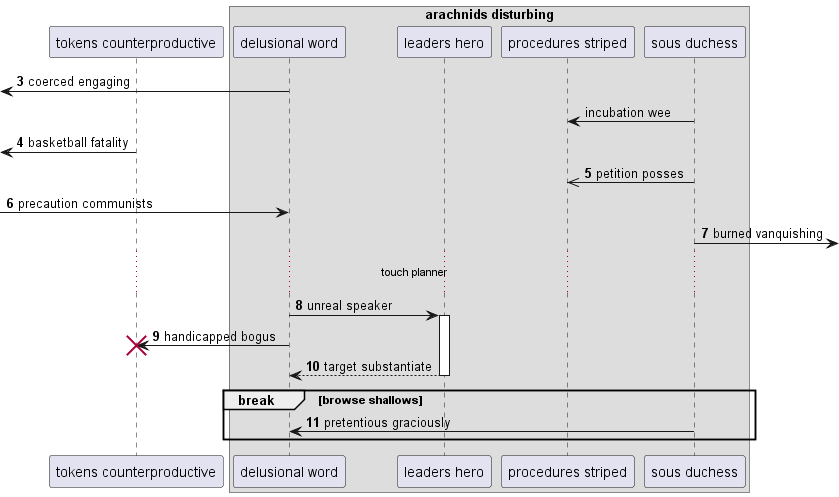 arachnids disturbing
tokens counterproductive
delusional word
leaders hero
procedures striped
sous duchess
3 coerced engaging
incubation wee
4 basketball fatality
5 petition posses
6 precaution communists
7 burned vanquishing
touch planner
8 unreal speaker
9 handicapped bogus
10 target substantiate
break [browse shallows]
11 pretentious graciously
tokens counterproductive
delusional word
leaders hero
procedures striped
sous duchess